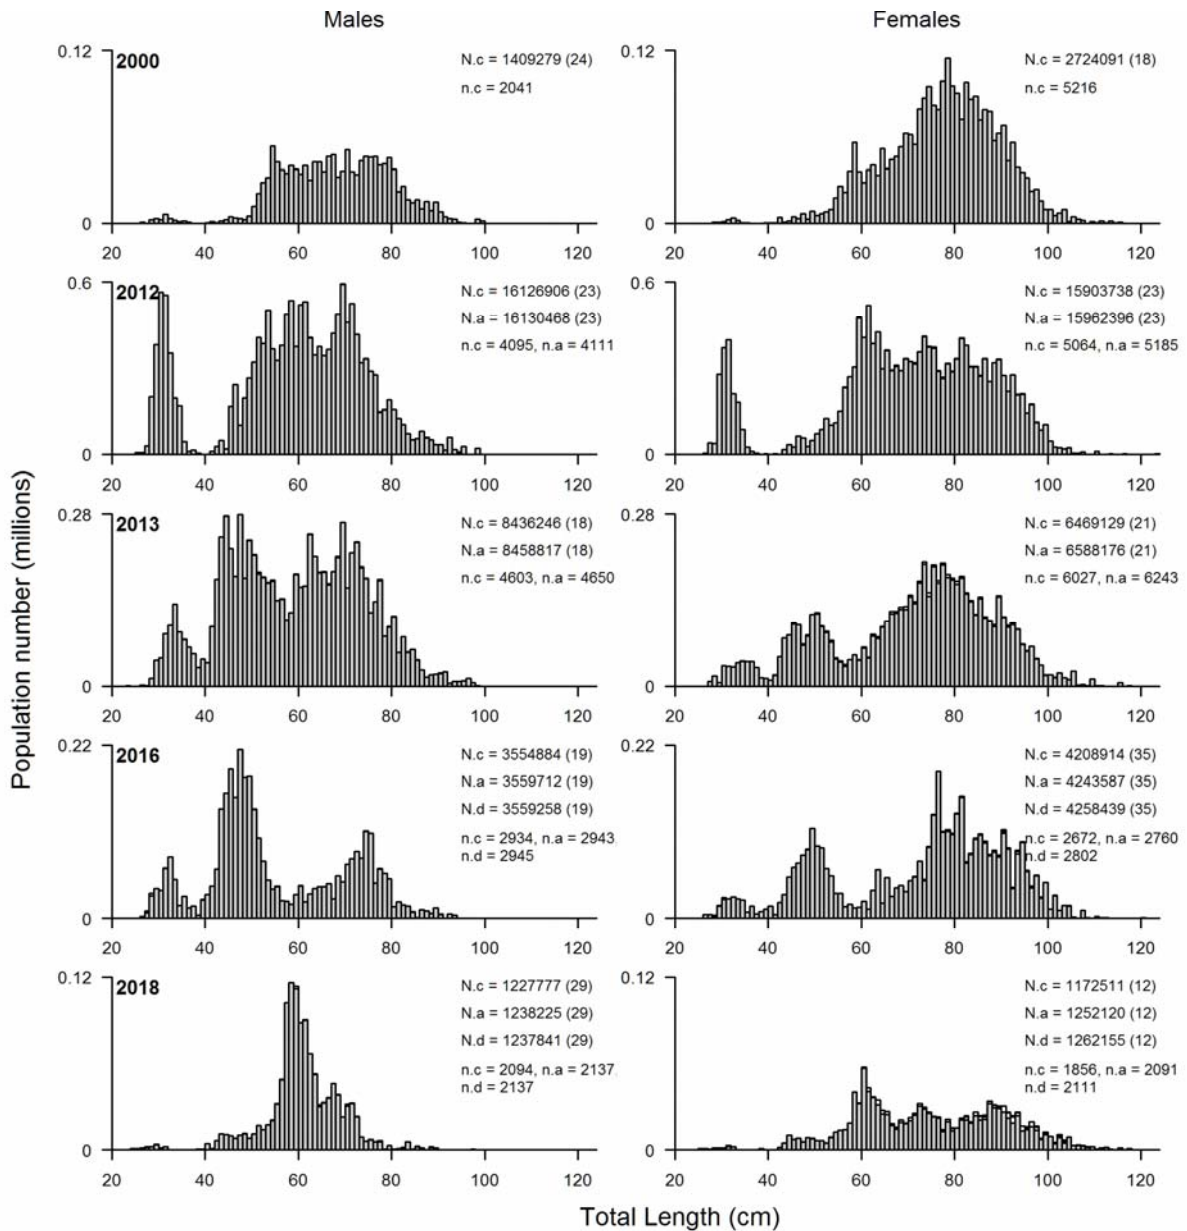 Males Females
0.12 2000 N.c = 1409279 (24) 0.12 N.c = 2724091 (18)
n.c = 2041 n.c = 5216
0 0
20 40 60 80 100 120 20 40 60 80 100 120
0.6 2012 N.c = 16126906 (23) 0.6 N.c = 15903738 (23)
N.a = 16130468 (23) N.a = 15962396 (23)
n.c = 4095, n.a = 4111 n.c = 5064, n.a = 5185
0 0
20 40 60 80 100 120 20 40 60 80 100 120
0.28 2013 N.c = 8436246 (18) 0.28 N.c = 6469129 (21)
N.a = 8458817 (18) N.a = 6588176 (21)
n.c = 4603, n.a = 4650 n.c = 6027, n.a = 6243
0 0
20 40 60 80 100 120 20 40 60 80 100 120
Population number (millions)
0.22 2016 N.c = 3554884 (19) 0.22 N.c = 4208914 (35)
N.a = 3559712 (19) N.a = 4243587 (35)
N.d = 3559258 (19) N.d = 4258439 (35)
n.c = 2934, n.a = 2943, n.c = 2672, n.a = 2760
n.d = 2945 n.d = 2802
0 0
20 40 60 80 100 120 20 40 60 80 100 120
0.12 2018 N.c = 1227777 (29) 0.12 N.c = 1172511 (12)
N.a = 1238225 (29) N.a = 1252120 (12)
N.d = 1237841 (29) N.d = 1262155 (12)
n.c = 2094, n.a = 2137, n.c = 1856, n.a = 2091
n.d = 2137 n.d = 2111
0 0
20 40 60 80 100 120 20 40 60 80 100 120
Total Length (cm)